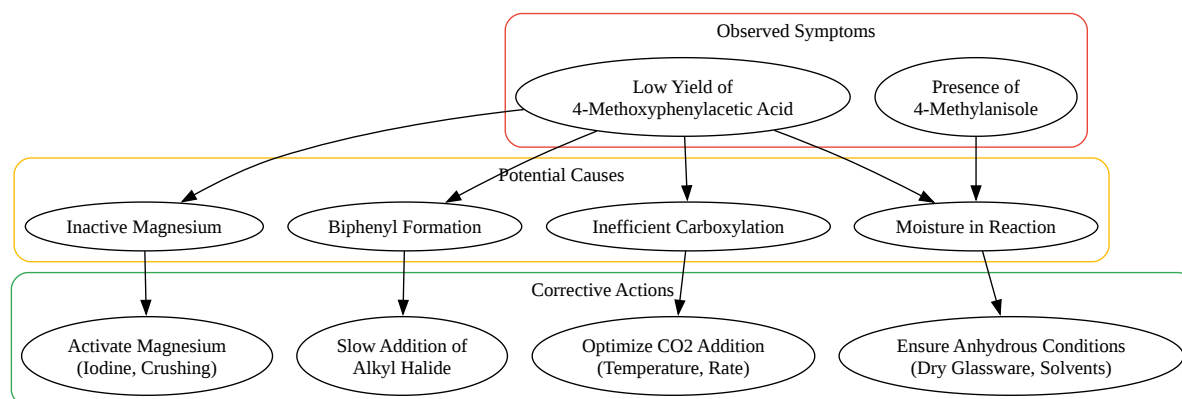 Observed Symptoms
Low Yield of
4-Methoxyphenylacetic Acid
Presence of
4-Methylanisole
Potential Causes
Inactive Magnesium
Biphenyl Formation
Inefficient Carboxylation
Moisture in Reaction
Corrective Actions
Activate Magnesium
(Iodine, Crushing)
Slow Addition of
Alkyl Halide
Optimize CO2 Addition
(Temperature, Rate)
Ensure Anhydrous Conditions
(Dry Glassware, Solvents)